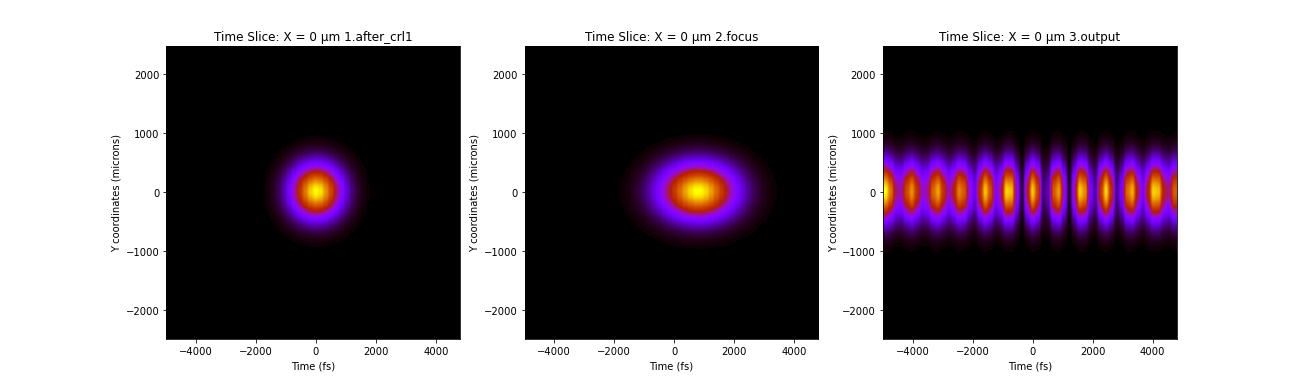 Time Slice: X = 0 μm 1.after_crl1
Y coordinates (microns)
2000
1000
0
−1000
−2000
−4000 −2000 0 2000 4000
Time (fs)
Time Slice: X = 0 μm 2.focus
Y coordinates (microns)
2000
1000
0
−1000
−2000
−4000 −2000 0 2000 4000
Time (fs)
Time Slice: X = 0 μm 3.output
Y coordinates (microns)
2000
1000
0
−1000
−2000
−4000 −2000 0 2000 4000
Time (fs)